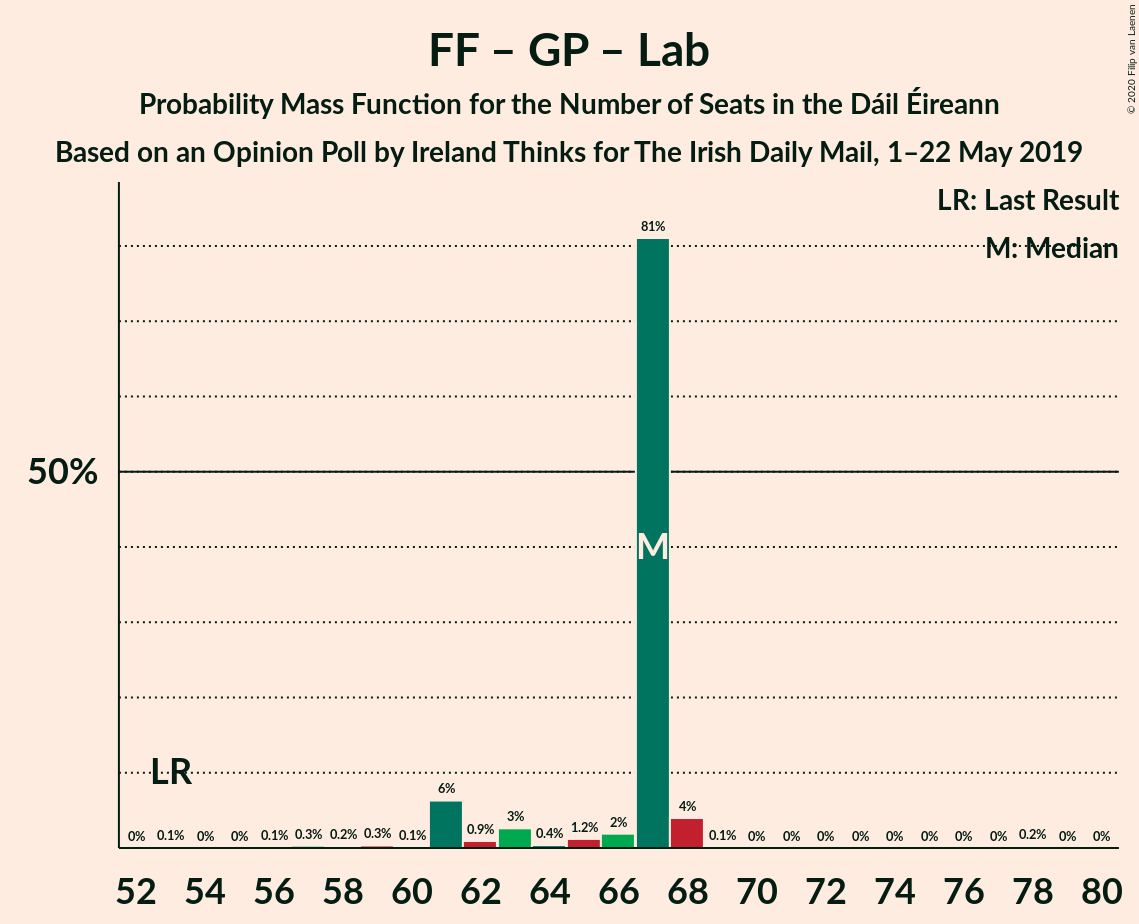 FF – GP – Lab
Probability Mass Function for the Number of Seats in the Dáil Éireann
Based on an Opinion Poll by Ireland Thinks for The Irish Daily Mail, 1–22 May 2019
© 2020 Filip van Laenen
LR: Last Result
M: Median
81%
50%
M
LR
0% 0.1% 0% 0% 0.1% 0.3% 0.2% 0.3% 0.1% 6% 0.9% 3% 0.4% 1.2% 2% 4% 0.1% 0% 0% 0% 0% 0% 0% 0% 0% 0.2% 0% 0%
52 54 56 58 60 62 64 66 68 70 72 74 76 78 80